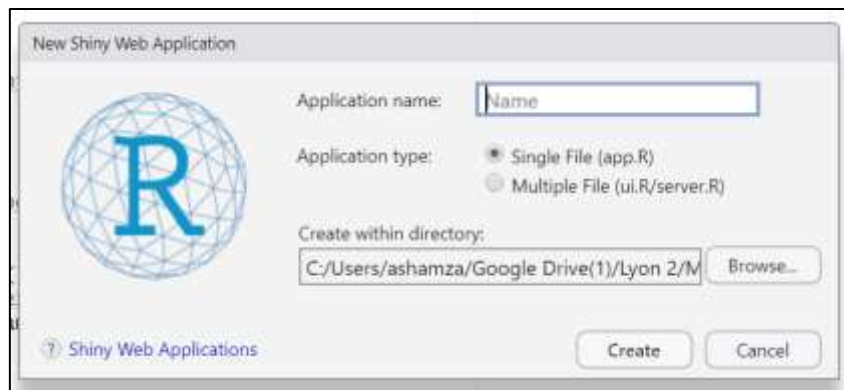 New Shiny Web Application
Application name: Name
Application type: Single File (app.R)
Multiple File (ui.R/server.R)
Create within directory:
C:/Users/ashamza/Google Drive(1)/Lyon 2/M Browse...
? Shiny Web Applications Create Cancel
R